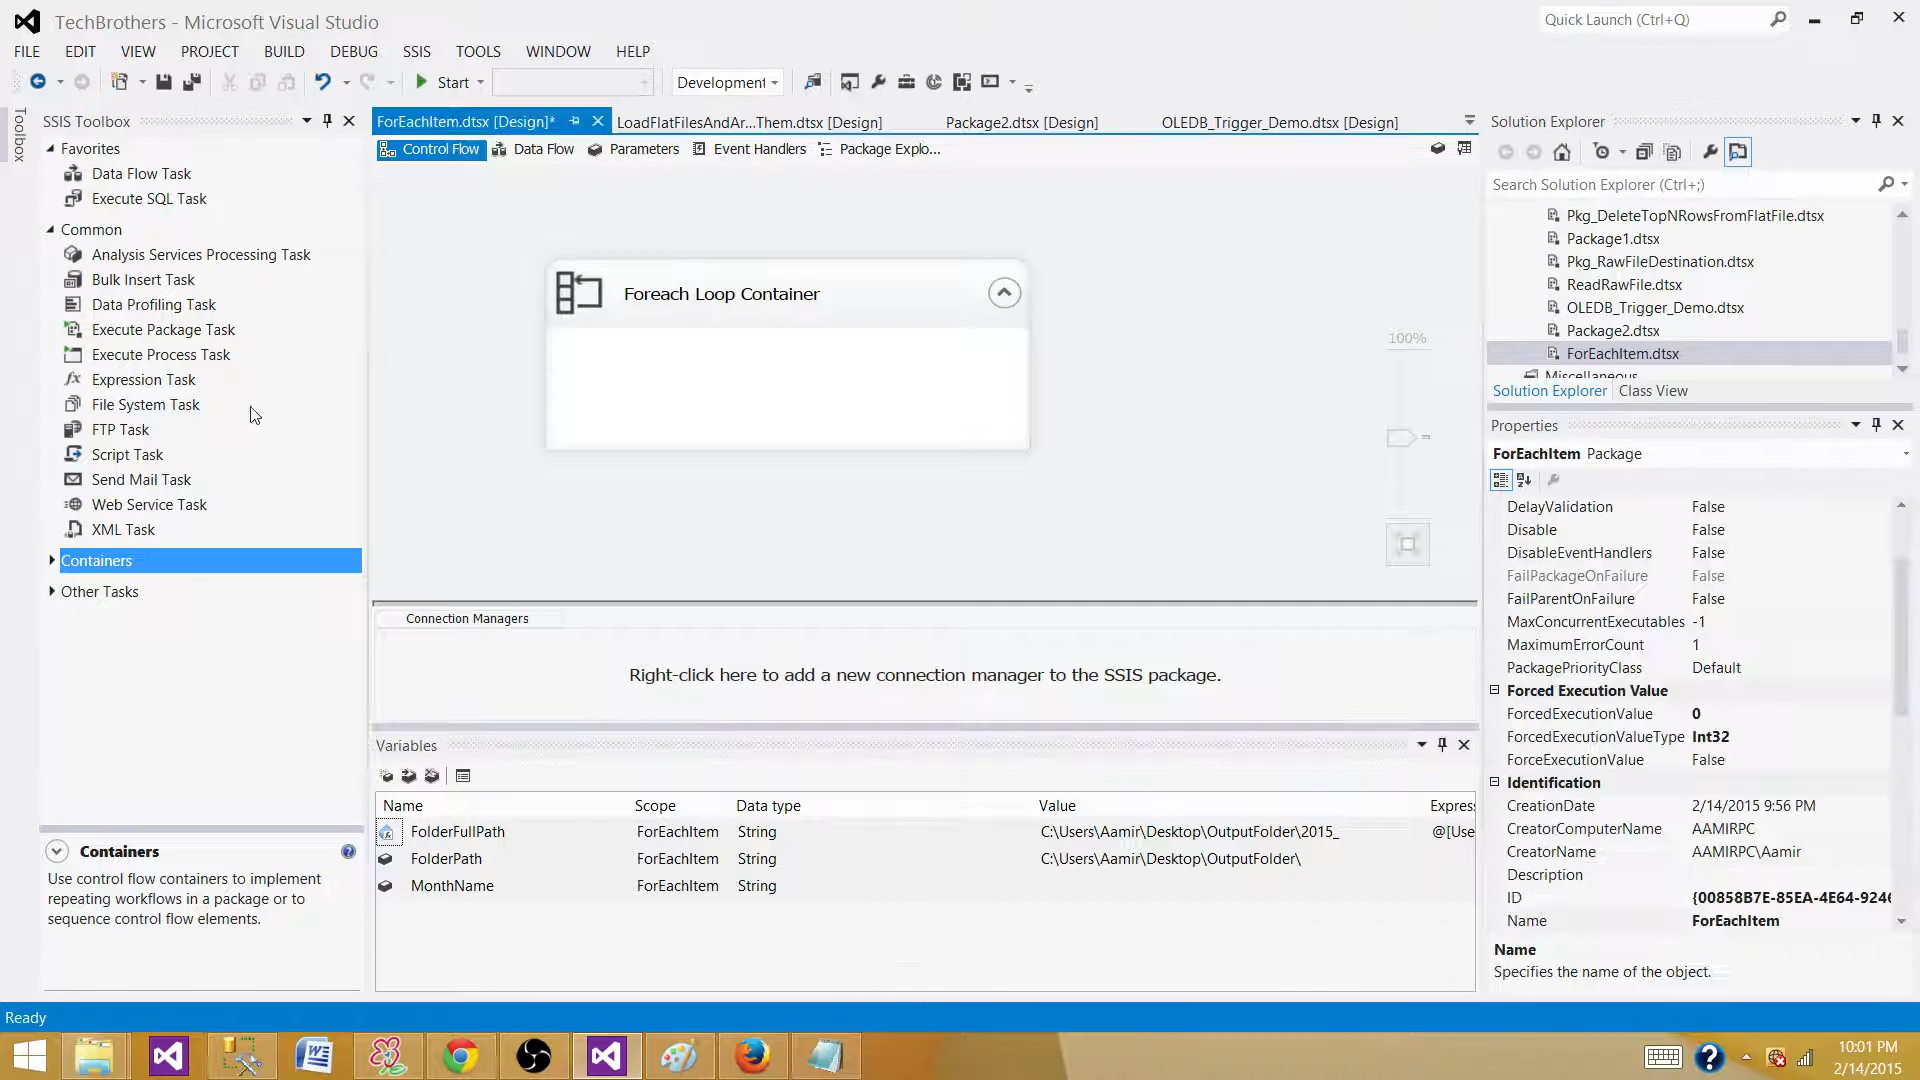 TechBrothers - Microsoft Visual Studio
Quick Launch (Ctrl+Q)
FILE EDIT VIEW PROJECT BUILD DEBUG SSIS TOOLS WINDOW HELP
Start
Development
Toolbox
SSIS Toolbox
Favorites
Data Flow Task
Execute SQL Task
Common
Analysis Services Processing Task
Bulk Insert Task
Data Profiling Task
Execute Package Task
Execute Process Task
Expression Task
File System Task
FTP Task
Script Task
Send Mail Task
Web Service Task
XML Task
Containers
Other Tasks
Containers
Use control flow containers to implement
repeating workflows in a package or to
sequence control flow elements.
ForEachItem.dtsx [Design]*
LoadFlatFilesAndAr...Them.dtsx [Design]
Package2.dtsx [Design]
OLEDB_Trigger_Demo.dtsx [Design]
Control Flow
Data Flow
Parameters
Event Handlers
Package Explo...
Foreach Loop Container
100%
Connection Managers
Right-click here to add a new connection manager to the SSIS package.
Variables
Name Scope Data type Value Expres
FolderFullPath ForEachItem String C:\Users\Aamir\Desktop\OutputFolder\2015_ @[Use
FolderPath ForEachItem String C:\Users\Aamir\Desktop\OutputFolder\
MonthName ForEachItem String
Solution Explorer
Search Solution Explorer (Ctrl+;)
Pkg_DeleteTopNRowsFromFlatFile.dtsx
Package1.dtsx
Pkg_RawFileDestination.dtsx
ReadRawFile.dtsx
OLEDB_Trigger_Demo.dtsx
Package2.dtsx
ForEachItem.dtsx
Miscellaneous
Solution Explorer Class View
Properties
ForEachItem Package
DelayValidation False
Disable False
DisableEventHandlers False
FailPackageOnFailure False
FailParentOnFailure False
MaxConcurrentExecutables -1
MaximumErrorCount 1
PackagePriorityClass Default
Forced Execution Value
ForcedExecutionValue 0
ForcedExecutionValueType Int32
ForceExecutionValue False
Identification
CreationDate 2/14/2015 9:56 PM
CreatorComputerName AAMIRPC
CreatorName AAMIRPC\Aamir
Description
ID {00858B7E-85EA-4E64-9246
Name ForEachItem
Name
Specifies the name of the object.
Ready
10:01 PM
2/14/2015